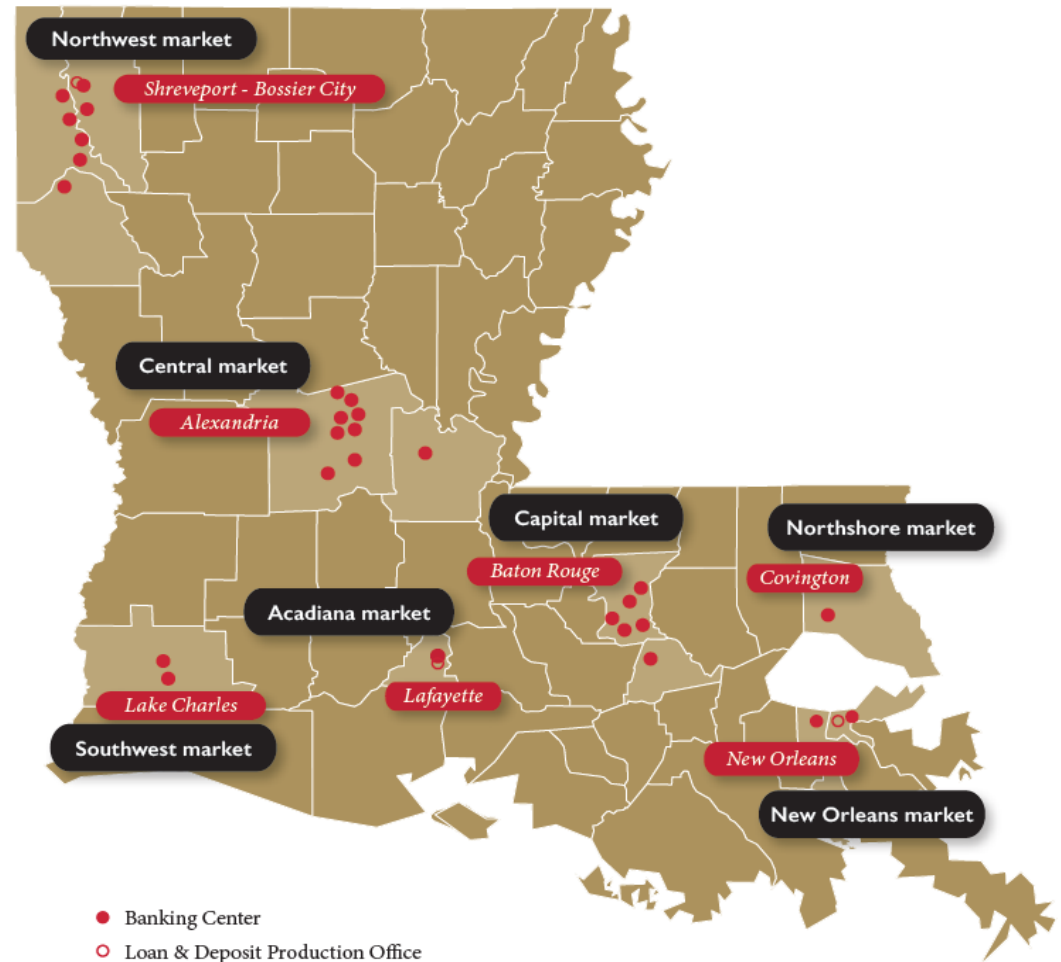 Northwest market
Shreveport - Bossier City
Central market
Alexandria
Capital market
Northshore market
Baton Rouge
Covington
Acadiana market
Lafayette
Lake Charles
Southwest market
New Orleans
New Orleans market
Banking Center
Loan & Deposit Production Office